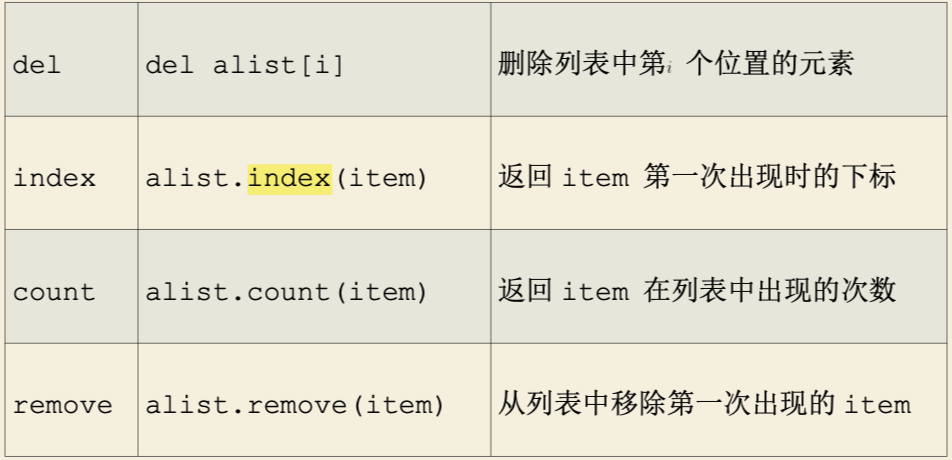 del del alist[i] 删除列表中第i 个位置的元素
index alist.index(item) 返回 item 第一次出现时的下标
count alist.count(item) 返回 item 在列表中出现的次数
remove alist.remove(item) 从列表中移除第一次出现的 item